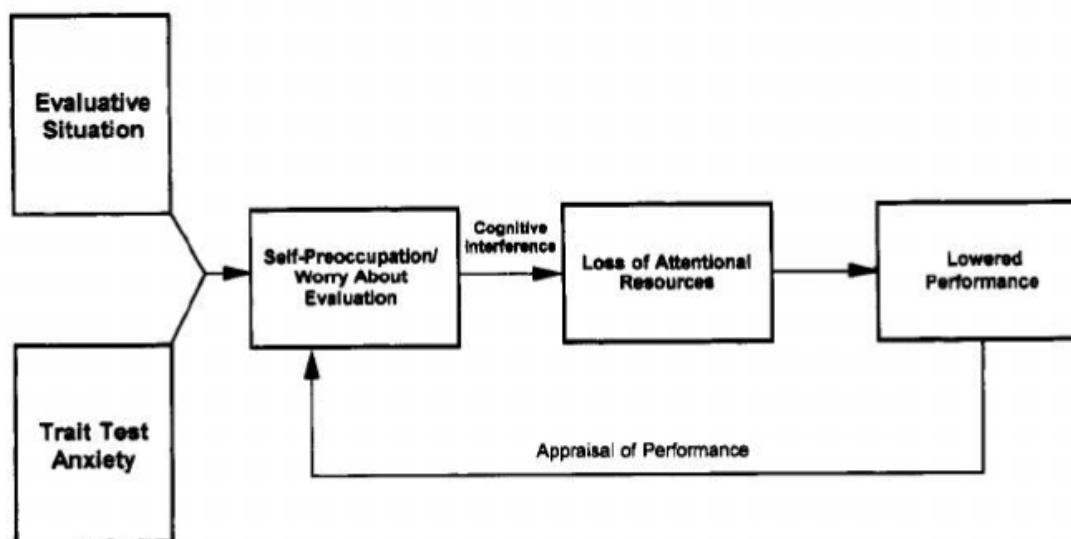 Evaluative
Situation
Self-Preoccupation/
Worry About
Evaluation
Cognitive
Interference
Loss of Attentional
Resources
Lowered
Performance
Trait Test
Anxiety
Appraisal of Performance